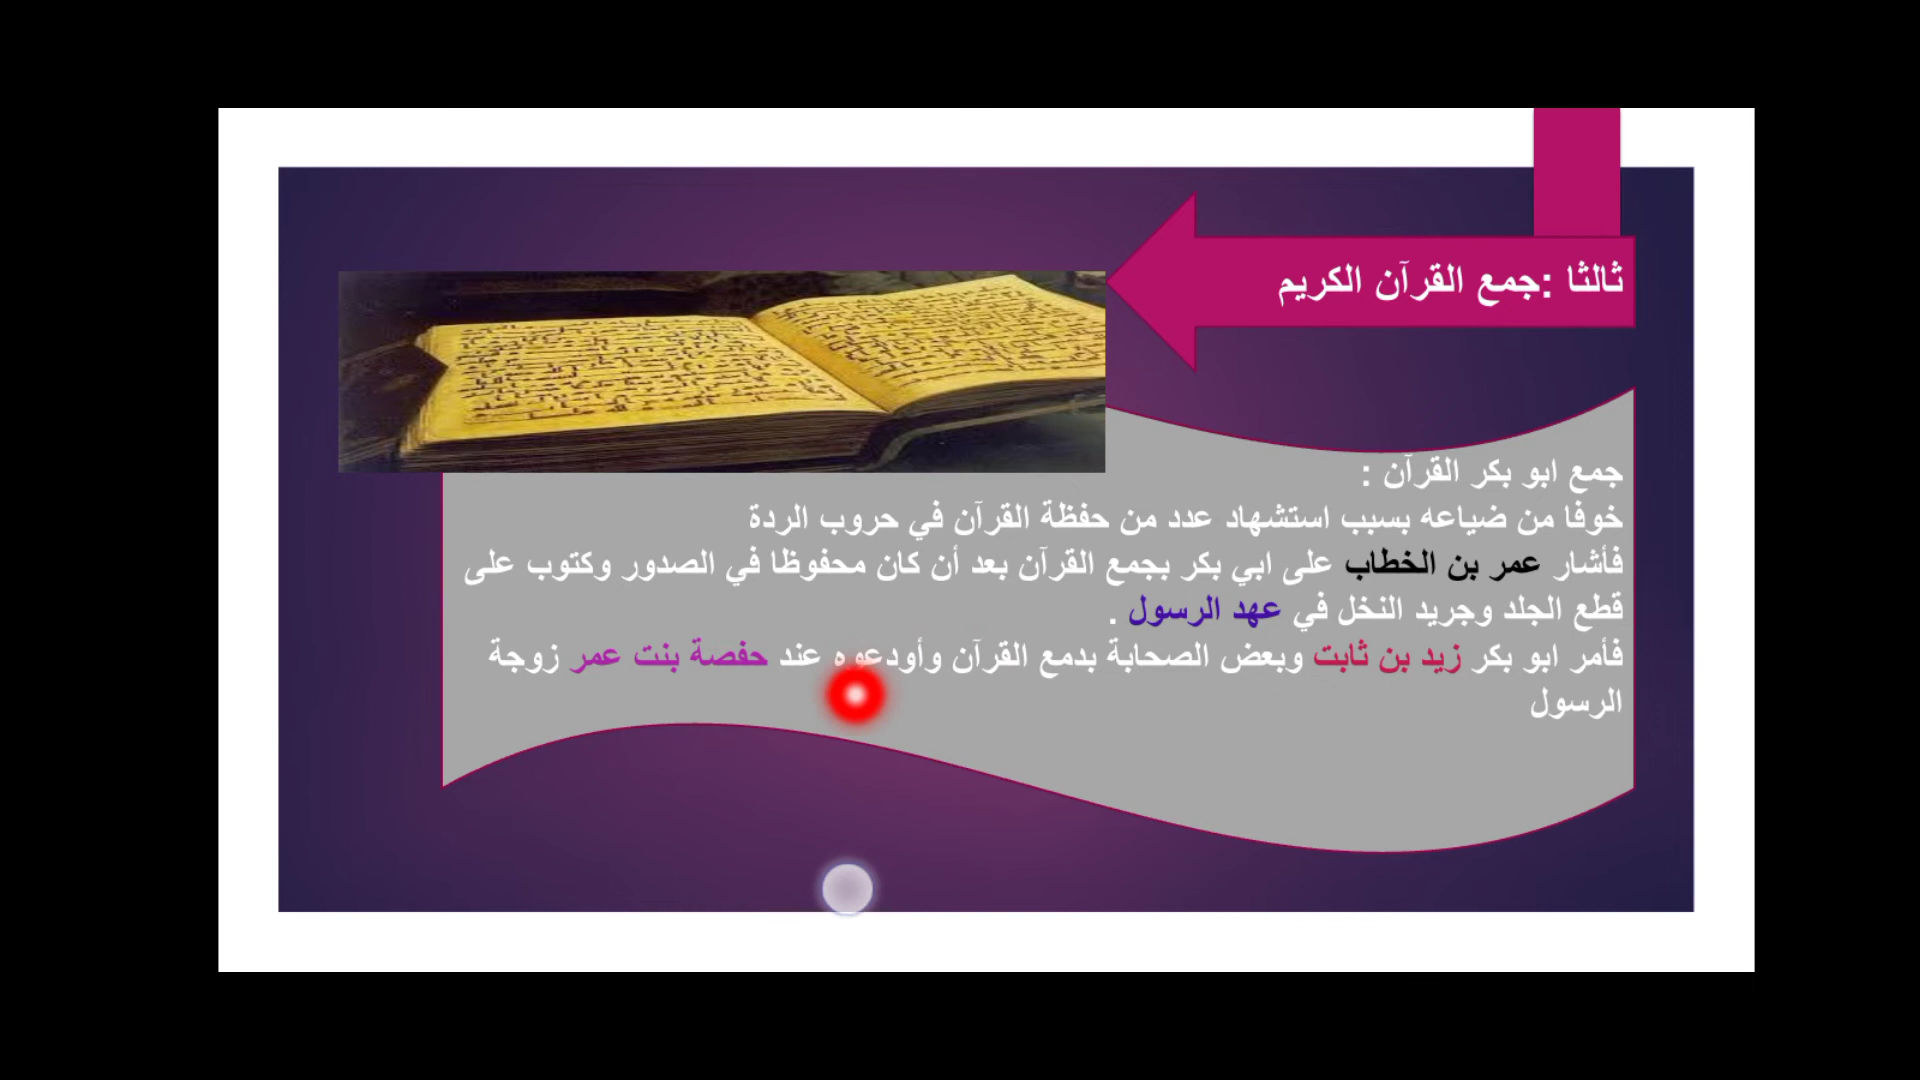 ثالثا :جمع القرآن الكريم
جمع ابو بكر القرآن :
خوفا من ضياعه بسبب استشهاد عدد من حفظة القرآن في حروب الردة
فأشار عمر بن الخطاب على ابي بكر بجمع القرآن بعد أن كان محفوظا في الصدور وكتوب على
قطع الجلد وجريد النخل في عهد الرسول .
فأمر ابو بكر زيد بن ثابت وبعض الصحابة بدمع القرآن وأودعوه عند حفصة بنت عمر زوجة
الرسول